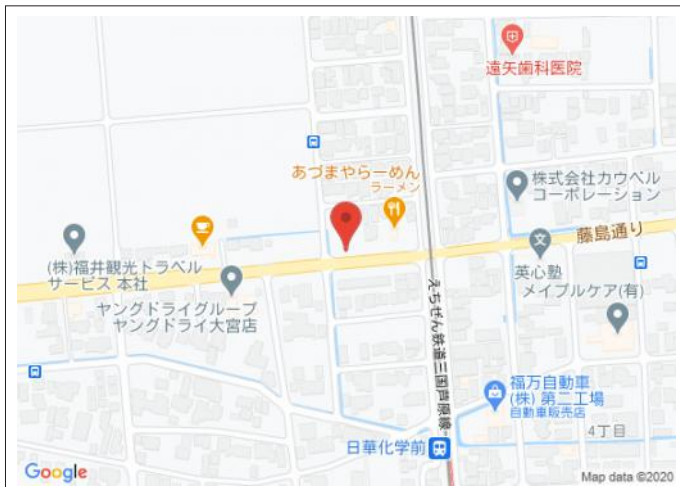 遠矢歯科医院
あづまやらーめん
ラーメン
株式会社カウベル
コーポレーション
藤島通り
(株)福井観光トラベル
サービス 本社
英心塾
メイプルケア(有)
ヤングドライグループ
ヤングドライ大宮店
えちぜん鉄道三国芦原線
福万自動車
(株) 第二工場
自動車販売店
4丁目
日華化学前
Google
Map data ©2020